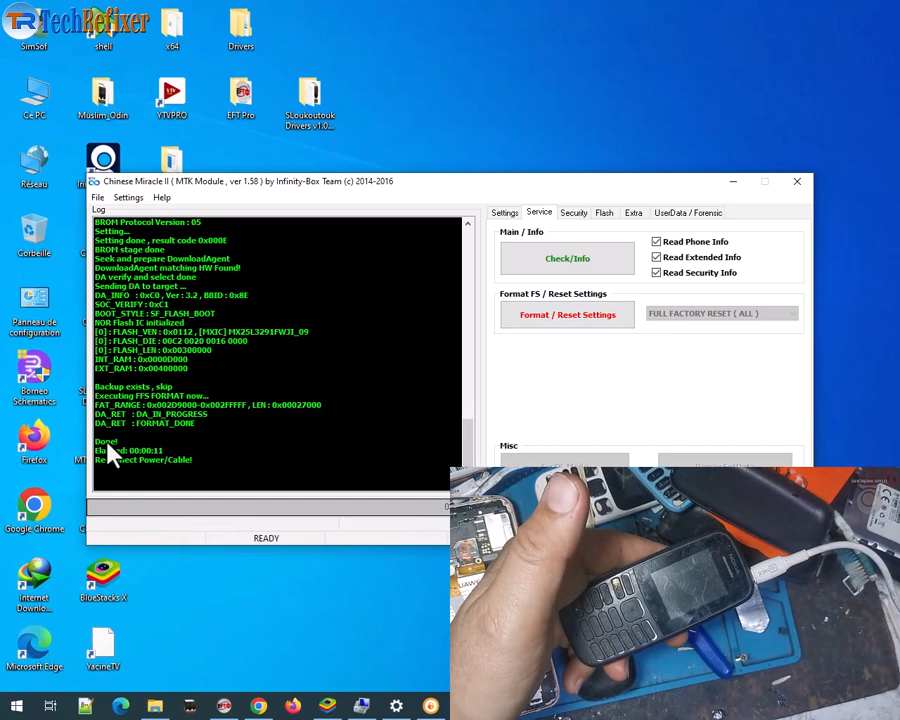 TR TechRefixer
SimSof
shell
x64
Drivers
Ce PC
Muslim_Odin
YTVPRO
EFT Pro
SLoukoutouk
Drivers v1.0...
Réseau
Corbeille
Panneau de
configuration
Borneo
Schematics
Firefox
Google Chrome
Internet
Downlo...
BlueStacks X
Microsoft Edge
YacineTV
Chinese Miracle II ( MTK Module , ver 1.58 ) by Infinity-Box Team (c) 2014-2016
File Settings Help
Log
BROM Protocol Version : 05
Setting...
Setting done , result code 0x000E
BROM stage done
Seek and prepare DownloadAgent
DownloadAgent matching HW Found!
DA verify and select done
Sending DA to target ...
DA_INFO : 0xC0 , Ver : 3.2 , BBID : 0x8E
SOC_VERIFY : 0xC1
BOOT_STYLE : SF_FLASH_BOOT
NOR Flash IC initialized
[0] : FLASH_VEN : 0x0112 , [MXIC] MX25L3291FWJI_09
[0] : FLASH_DIE : 00C2 0020 0016 0000
[0] : FLASH_LEN : 0x00300000
INT_RAM : 0x0000D000
EXT_RAM : 0x00400000
Backup exists , skip
Executing FFS FORMAT now...
FAT_RANGE : 0x002D9000-0x002FFFFF , LEN : 0x00027000
DA_RET : DA_IN_PROGRESS
DA_RET : FORMAT_DONE
Done!
00:00:11
Power/Cable!
READY
Settings Service Security Flash Extra UserData / Forensic
Main / Info
Check/Info
Read Phone Info
Read Extended Info
Read Security Info
Format FS / Reset Settings
Format / Reset Settings
FULL FACTORY RESET ( ALL )
Misc